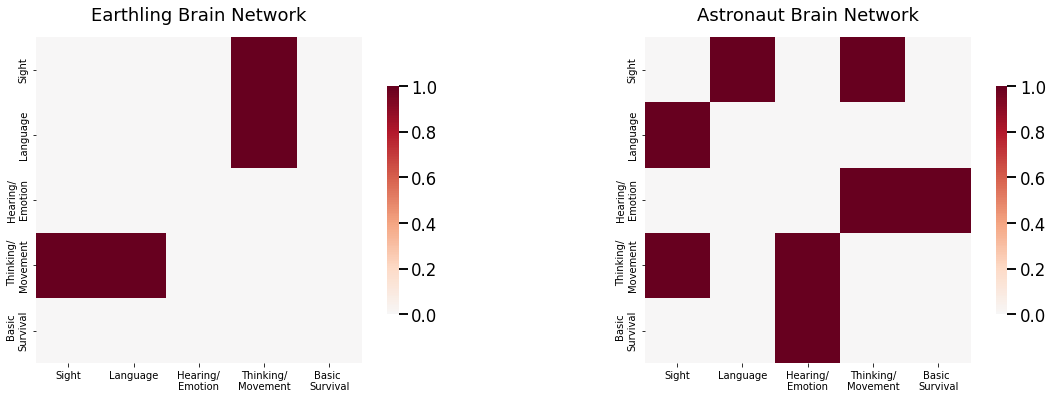 Earthling Brain Network
Sight
Language
Hearing/
Emotion
Thinking/
Movement
Basic
Survival
Sight
Language
Hearing/
Emotion
Thinking/
Movement
Basic
Survival
1.0
0.8
0.6
0.4
0.2
0.0
Astronaut Brain Network
Sight
Language
Hearing/
Emotion
Thinking/
Movement
Basic
Survival
Sight
Language
Hearing/
Emotion
Thinking/
Movement
Basic
Survival
1.0
0.8
0.6
0.4
0.2
0.0